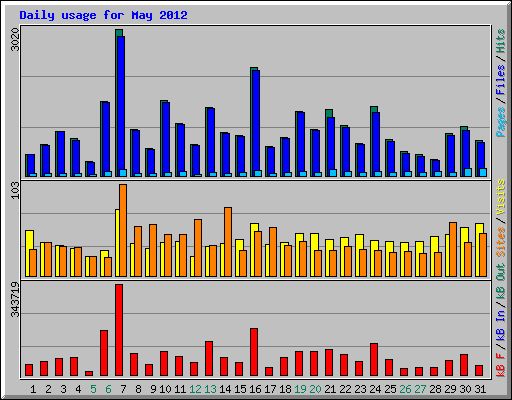 Daily usage for May 2012
3020
Pages / Files / Hits
103
Sites / Visits
343719
kB F / kB In / kB Out
1 2 3 4 5 6 7 8 9 10 11 12 13 14 15 16 17 18 19 20 21 22 23 24 25 26 27 28 29 30 31